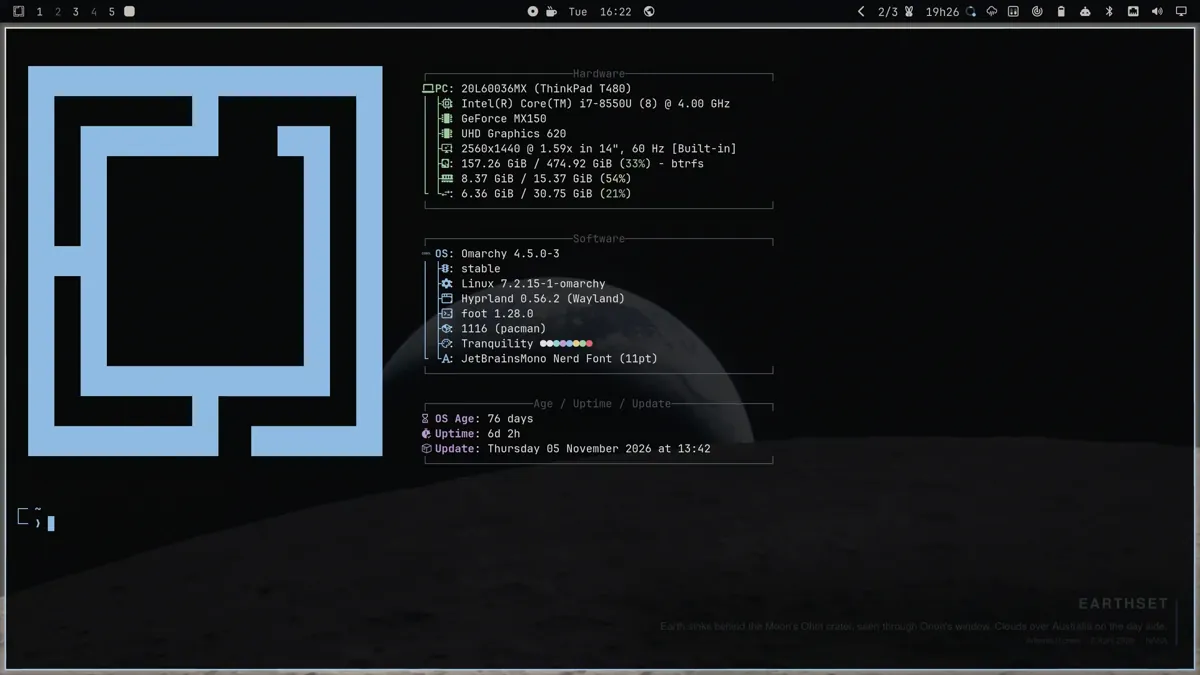 1 2 3 4 5
Tue 16:22
2/3 19h26
Hardware
PC: 20L60036MX (ThinkPad T480)
Intel(R) Core(TM) i7-8550U (8) @ 4.00 GHz
GeForce MX150
UHD Graphics 620
2560x1440 @ 1.59x in 14", 60 Hz [Built-in]
157.26 GiB / 474.92 GiB (33%) - btrfs
8.37 GiB / 15.37 GiB (54%)
6.36 GiB / 30.75 GiB (21%)
Software
OS: Omarchy 4.5.0-3
stable
Linux 7.2.15-1-omarchy
Hyprland 0.56.2 (Wayland)
foot 1.28.0
1116 (pacman)
Tranquility
JetBrainsMono Nerd Font (11pt)
Age / Uptime / Update
OS Age: 76 days
Uptime: 6d 2h
Update: Thursday 05 November 2026 at 13:42
~
❯
EARTHSET
Earth sinks behind the Moon's Ohm crater, seen through Orion's window. Clouds over Australia on the day side.